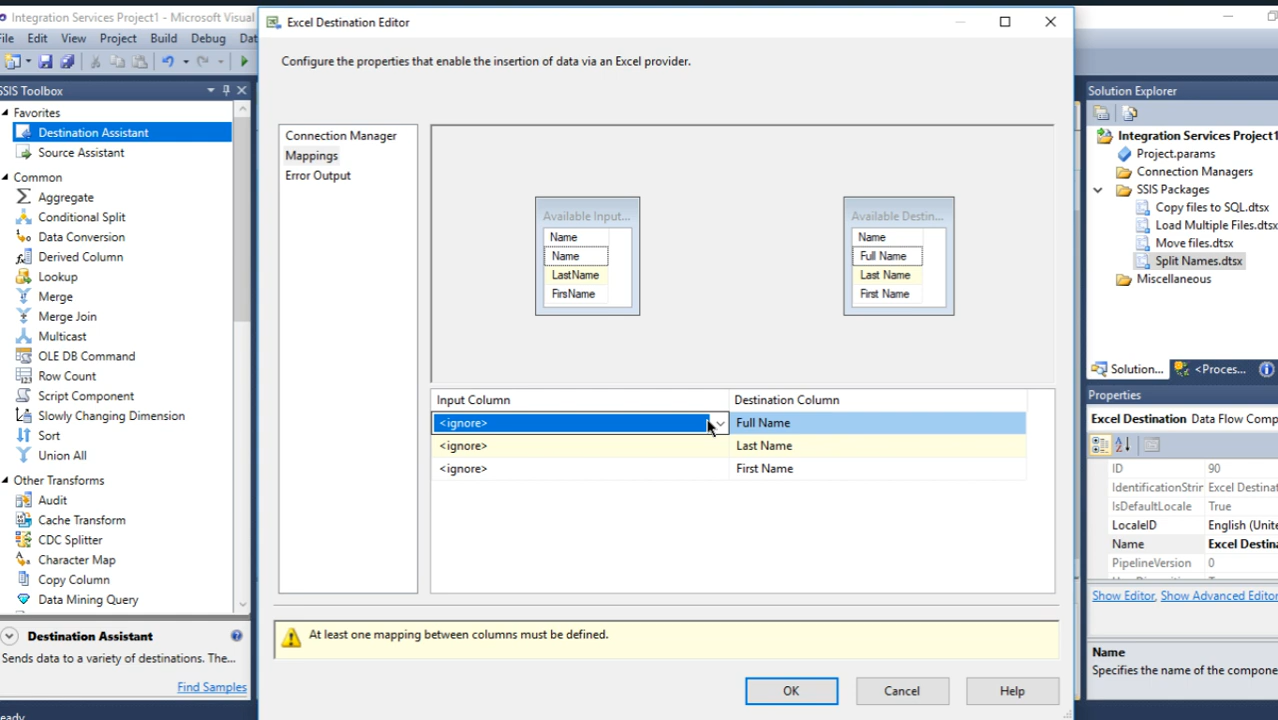 Integration Services Project1 - Microsoft Visual
File Edit View Project Build Debug Dat
SSIS Toolbox
Favorites
Destination Assistant
Source Assistant
Common
Aggregate
Conditional Split
Data Conversion
Derived Column
Lookup
Merge
Merge Join
Multicast
OLE DB Command
Row Count
Script Component
Slowly Changing Dimension
Sort
Union All
Other Transforms
Audit
Cache Transform
CDC Splitter
Character Map
Copy Column
Data Mining Query
Destination Assistant
Sends data to a variety of destinations. The...
Find Samples
eady
Excel Destination Editor
Configure the properties that enable the insertion of data via an Excel provider.
Connection Manager
Mappings
Error Output
Available Input...
Name
Name
LastName
FirsName
Available Destin...
Name
Full Name
Last Name
First Name
Input Column Destination Column
<ignore> Full Name
<ignore> Last Name
<ignore> First Name
At least one mapping between columns must be defined.
OK Cancel Help
Solution Explorer
Integration Services Project1
Project.params
Connection Managers
SSIS Packages
Copy files to SQL.dtsx
Load Multiple Files.dtsx
Move files.dtsx
Split Names.dtsx
Miscellaneous
Solution... <Proces...
Properties
Excel Destination Data Flow Comp
ID 90
IdentificationStrin Excel Destinat
IsDefaultLocale True
LocaleID English (Unite
Name Excel Destina
PipelineVersion 0
Show Editor, Show Advanced Editor
Name
Specifies the name of the compone